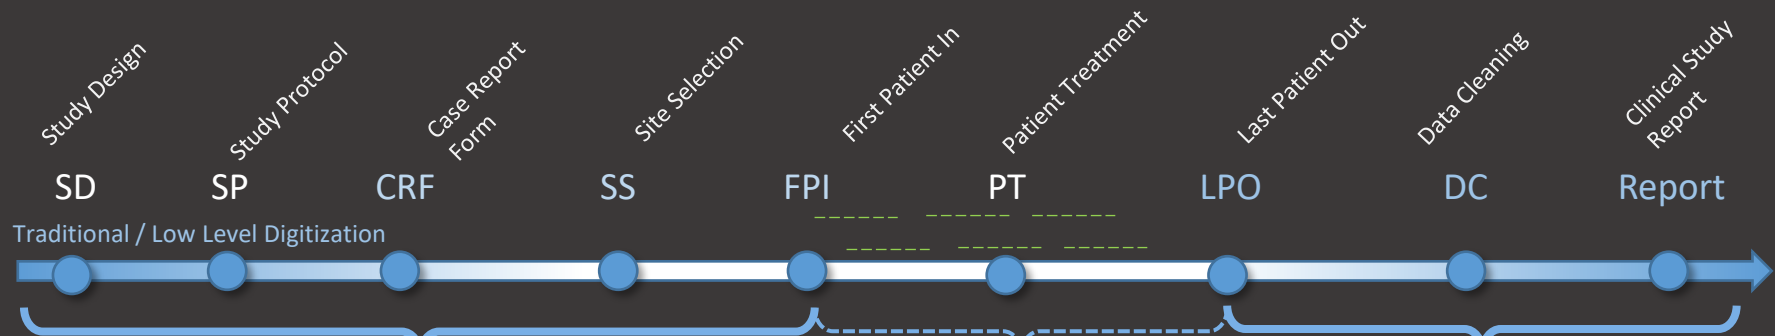 Study Design
Study Protocol
Case Report
Form
Site Selection
First Patient In
Patient Treatment
Last Patient Out
Data Cleaning
Clinical Study
Report
SD
SP
CRF
SS
FPI
PT
LPO
DC
Report
Traditional / Low Level Digitization